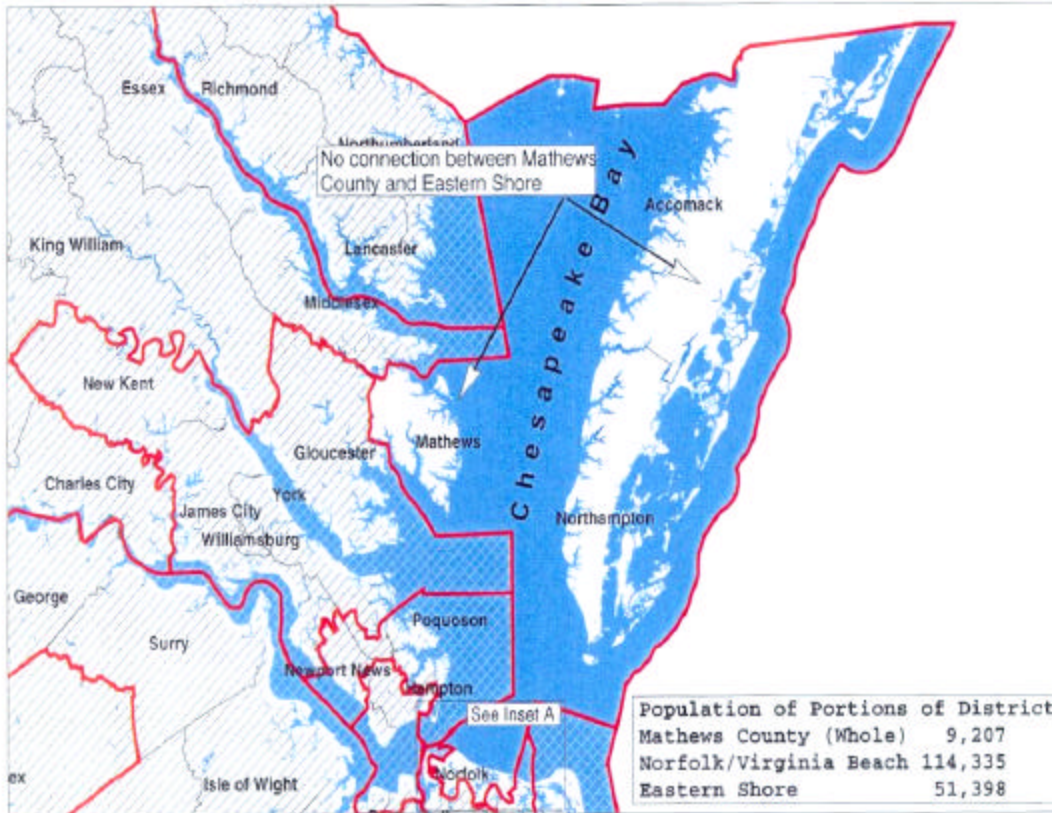 Essex
Richmond
Northumberland
No connection between Mathews
County and Eastern Shore
Accomack
King William
Lancaster
Middlesex
Chesapeake Bay
New Kent
Mathews
Gloucester
Charles City
York
James City
Williamsburg
Northampton
George
Surry
Poquoson
Newport News
Hampton
See Inset A
Norfolk
Isle of Wight
ex
Population of Portions of District
Mathews County (Whole) 9,207
Norfolk/Virginia Beach 114,335
Eastern Shore 51,398